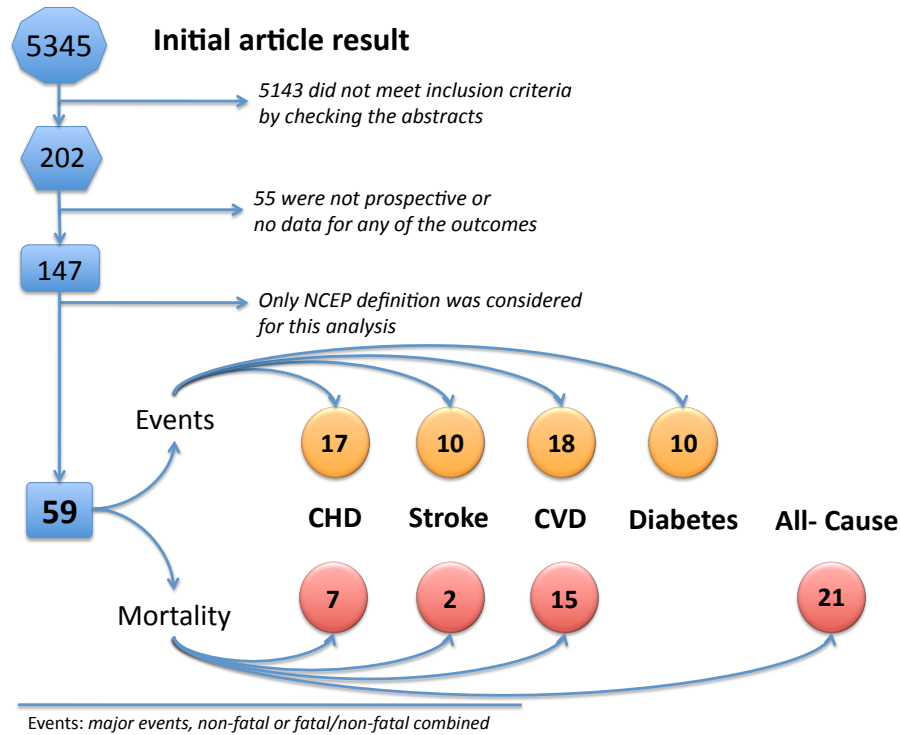 5345
Initial article result
5143 did not meet inclusion criteria
by checking the abstracts
202
55 were not prospective or
no data for any of the outcomes
147
Only NCEP definition was considered
for this analysis
Events
17
10
18
10
59
CHD
Stroke
CVD
Diabetes
All- Cause
Mortality
7
2
15
21
Events: major events, non-fatal or fatal/non-fatal combined